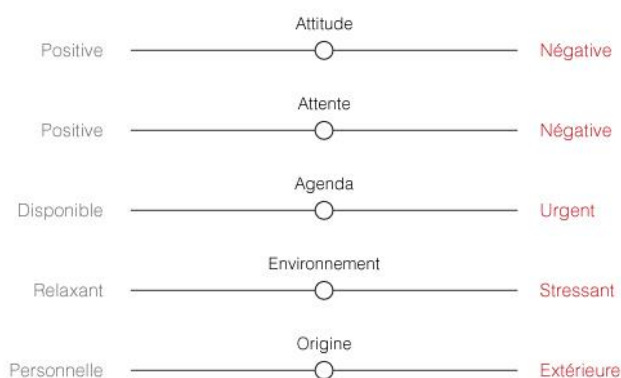 Attitude
Positive Négative
Attente
Positive Négative
Agenda
Disponible Urgent
Environnement
Relaxant Stressant
Origine
Personnelle Extérieure